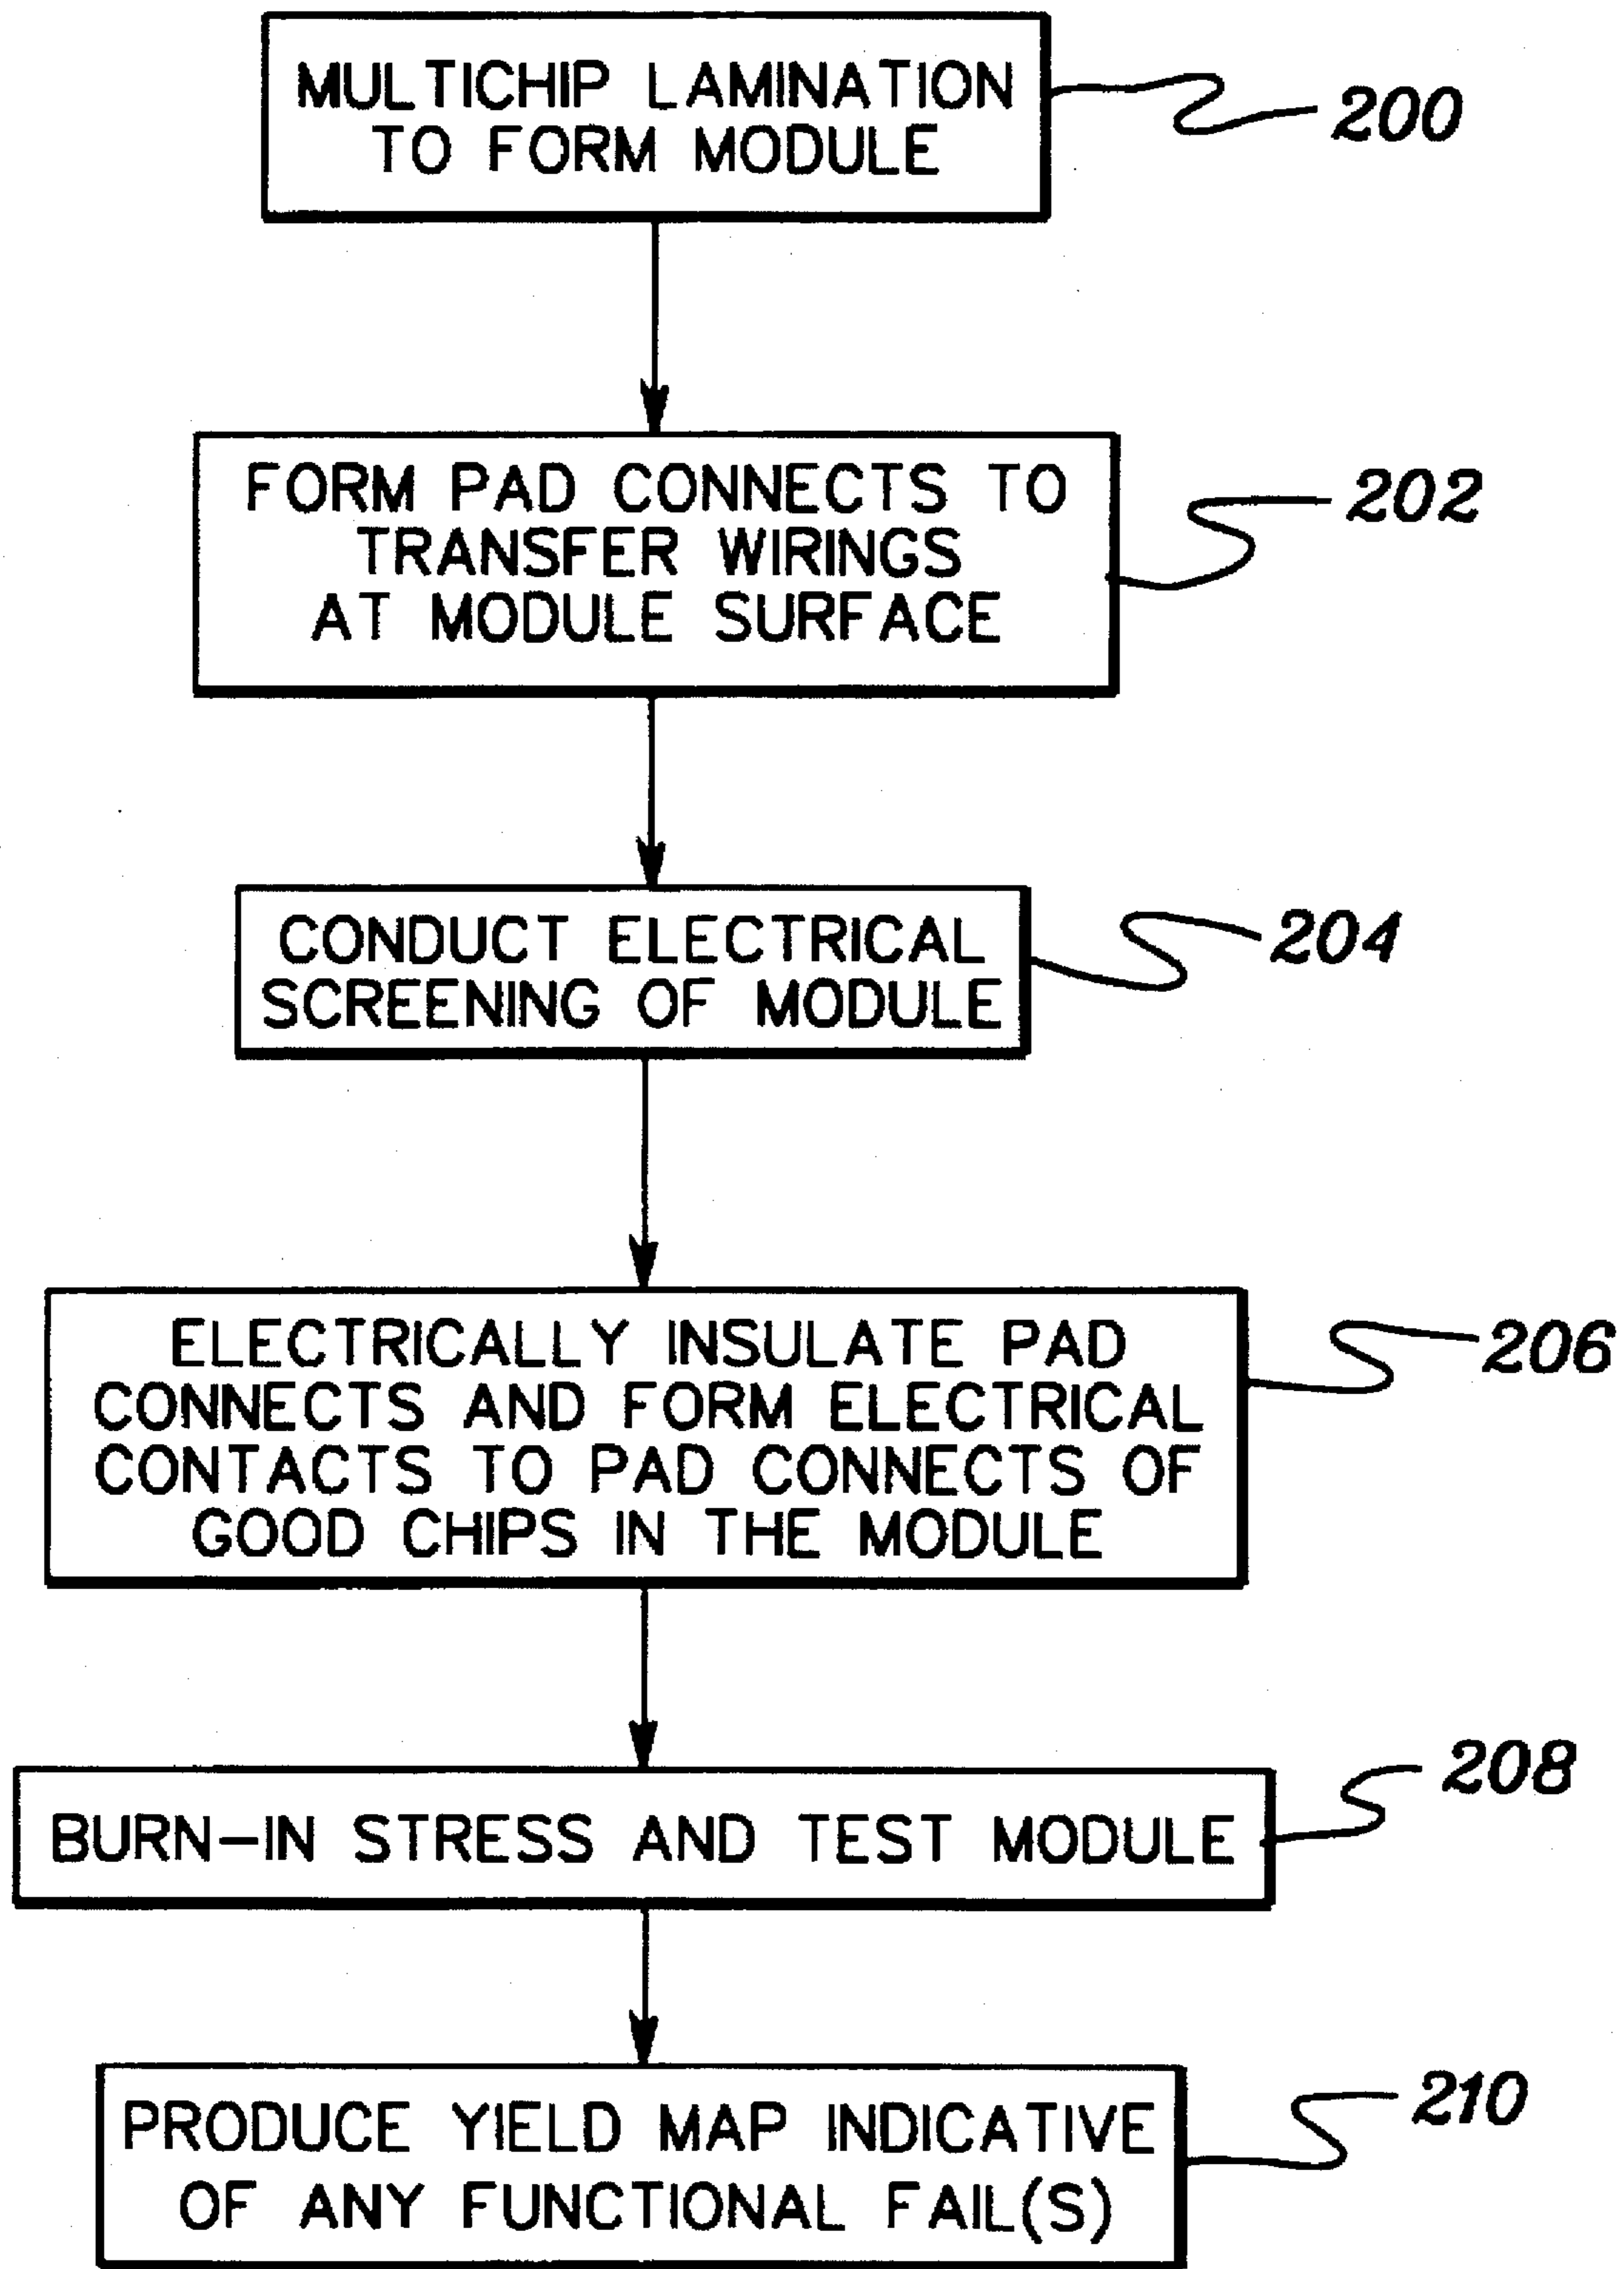 MULTICHIP LAMINATION
TO FORM MODULE
200
FORM PAD CONNECTS TO
TRANSFER WIRINGS
AT MODULE SURFACE
202
CONDUCT ELECTRICAL
SCREENING OF MODULE
204
ELECTRICALLY INSULATE PAD
CONNECTS AND FORM ELECTRICAL
CONTACTS TO PAD CONNECTS OF
GOOD CHIPS IN THE MODULE
206
BURN-IN STRESS AND TEST MODULE
208
PRODUCE YIELD MAP INDICATIVE
OF ANY FUNCTIONAL FAIL(S)
210